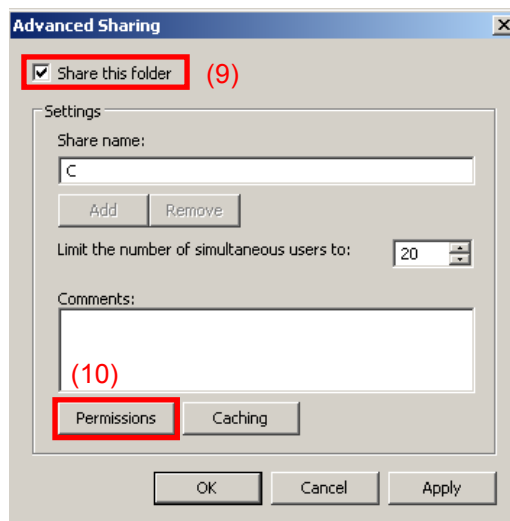 Advanced Sharing
Share this folder (9)
Settings
Share name:
C
Add Remove
Limit the number of simultaneous users to: 20
Comments:
(10)
Permissions Caching
OK Cancel Apply